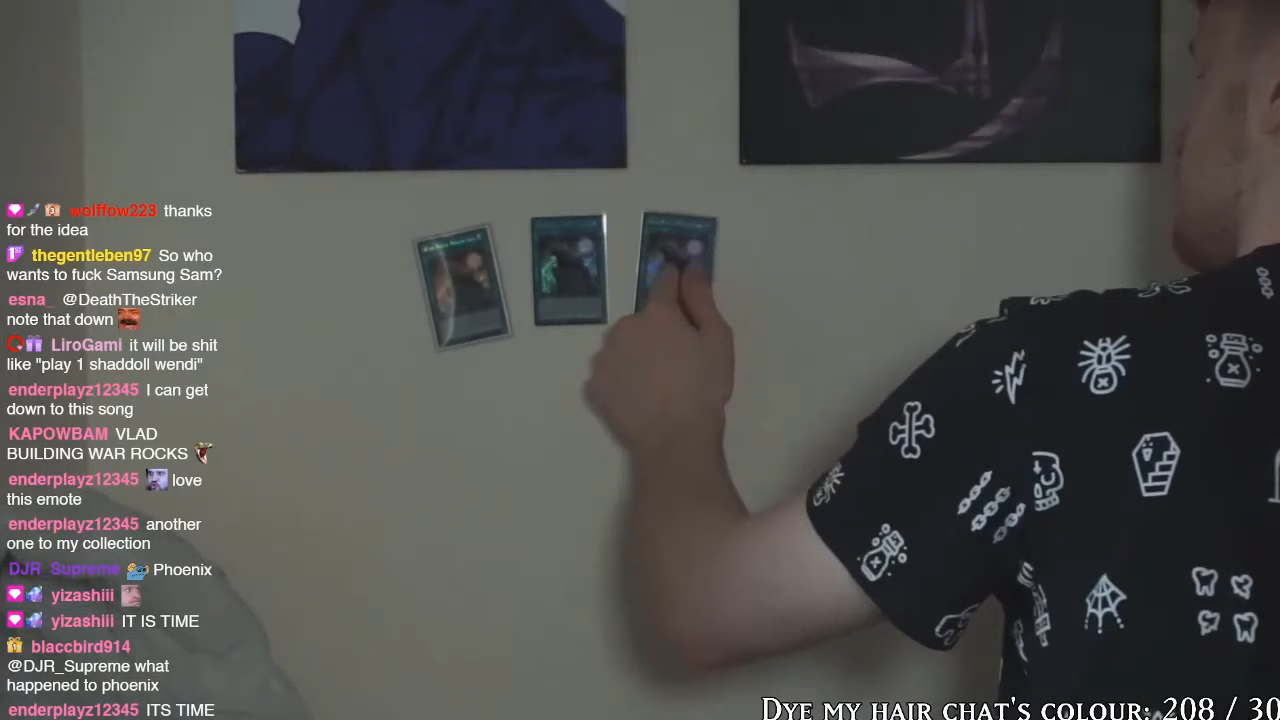 wolffow223 thanks
for the idea
thegentleben97 So who
wants to fuck Samsung Sam?
esna_ @DeathTheStriker
note that down
LiroGami it will be shit
like "play 1 shaddoll wendi"
enderplayz12345 I can get
down to this song
KAPOWBAM VLAD
BUILDING WAR ROCKS
enderplayz12345 love
this emote
enderplayz12345 another
one to my collection
DJR_Supreme Phoenix
yizashiii
yizashiii IT IS TIME
blaccbird914
@DJR_Supreme what
happened to phoenix
enderplayz12345 ITS TIME
Dye my hair chat's colour: 208 / 30